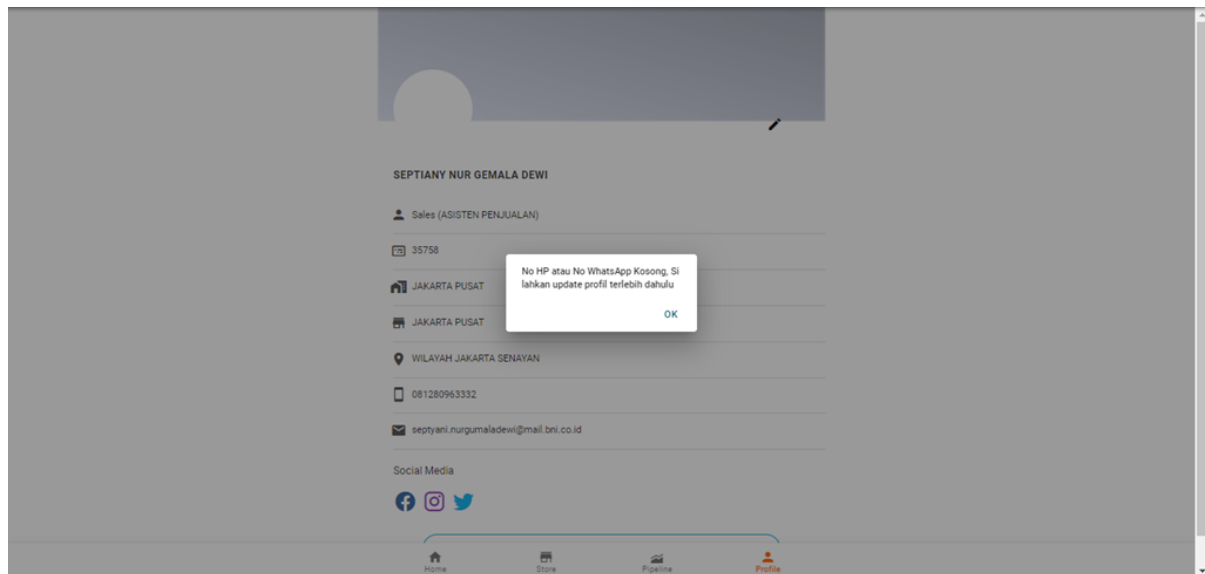 SEPTIANY NUR GEMALA DEWI
Sales (ASISTEN PENJUALAN)
35758
JAKARTA PUSAT
No HP atau No WhatsApp Kosong, Si
lahkan update profil terlebih dahulu
OK
JAKARTA PUSAT
WILAYAH JAKARTA SENAYAN
081280963332
septyani.nurgumaladewi@mail.bni.co.id
Social Media
Home
Store
Pipeline
Profile